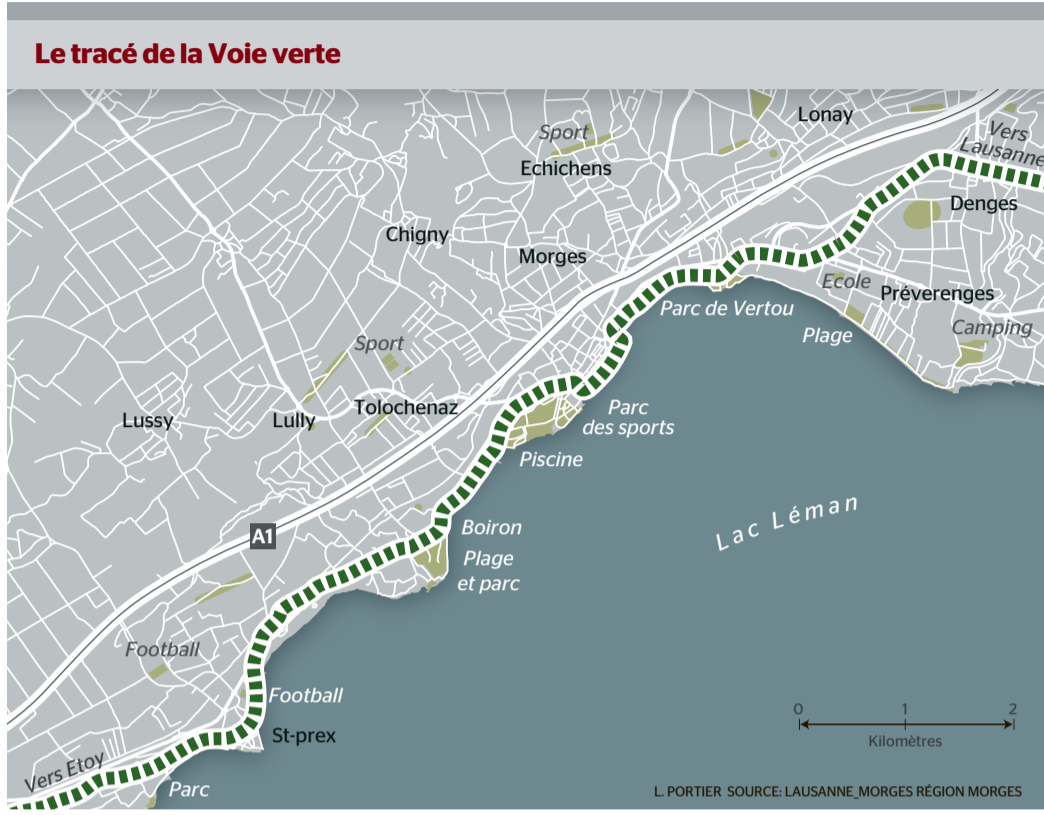 Le tracé de la Voie verte
Lonay
Sport
Vers
Lausanne
Echichens
Denges
Chigny
Morges
Ecole
Préverenges
Parc de Vertou
Camping
Plage
Sport
Lussy
Lully
Tolochenaz
Parc
des sports
Piscine
Lac Léman
A1
Boiron
Plage
et parc
Football
Football
St-prex
0 1 2
Kilomètres
Vers Etoy
Parc
L. PORTIER SOURCE: LAUSANNE_MORGES RÉGION MORGES